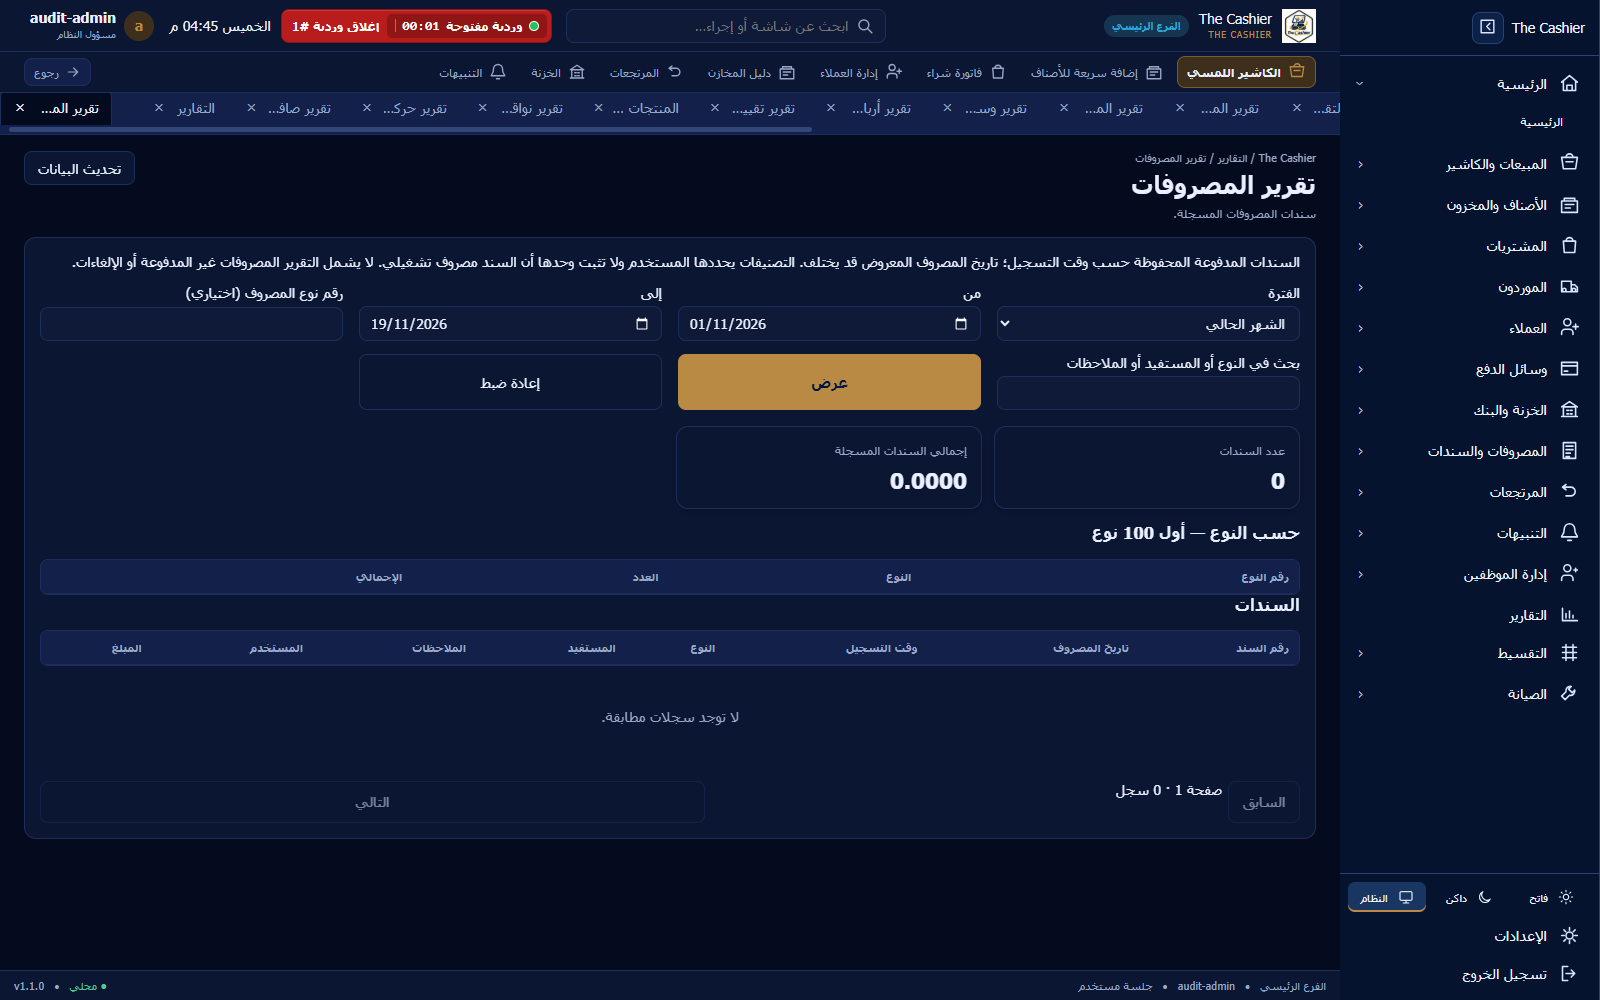 The Cashier
الرئيسية
الرئيسية
المبيعات والكاشير
الأصناف والمخزون
المشتريات
الموردون
العملاء
وسائل الدفع
الخزنة والبنك
المصروفات والسندات
المرتجعات
التنبيهات
إدارة الموظفين
التقارير
التقسيط
الصيانة
فاتح
داكن
النظام
الإعدادات
تسجيل الخروج
The Cashier
THE CASHIER
الفرع الرئيسي
ابحث عن شاشة أو إجراء...
وردية مفتوحة 00:01
إغلاق وردية #1
الخميس 04:45 م
a
audit-admin
مسؤول النظام
الكاشير اللمسي
إضافة سريعة للأصناف
فاتورة شراء
إدارة العملاء
دليل المخازن
المرتجعات
الخزنة
التنبيهات
رجوع
التقـ...
تقرير المـ...
تقرير المـ...
تقرير وسـ...
تقرير أربا...
تقرير تقييـ...
المنتجات ...
تقرير نواقـ...
تقرير حركـ...
تقرير صافـ...
التقارير
تقرير المـ...
The Cashier / التقارير / تقرير المصروفات
تقرير المصروفات
سندات المصروفات المسجلة.
تحديث البيانات
السندات المدفوعة المحفوظة حسب وقت التسجيل؛ تاريخ المصروف المعروض قد يختلف. التصنيفات يحددها المستخدم ولا تثبت وحدها أن السند مصروف تشغيلي. لا يشمل التقرير المصروفات غير المدفوعة أو الإلغاءات.
الفترة
من
إلى
رقم نوع المصروف (اختياري)
الشهر الحالي
01/11/2026
19/11/2026
بحث في النوع أو المستفيد أو الملاحظات
عرض
إعادة ضبط
عدد السندات
0
إجمالي السندات المسجلة
0.0000
حسب النوع — أول 100 نوع
رقم النوع
النوع
العدد
الإجمالي
السندات
رقم السند
تاريخ المصروف
وقت التسجيل
النوع
المستفيد
الملاحظات
المستخدم
المبلغ
لا توجد سجلات مطابقة.
السابق
صفحة 1 · 0 سجل
التالي
الفرع الرئيسي • audit-admin • جلسة مستخدم
محلي • v1.1.0